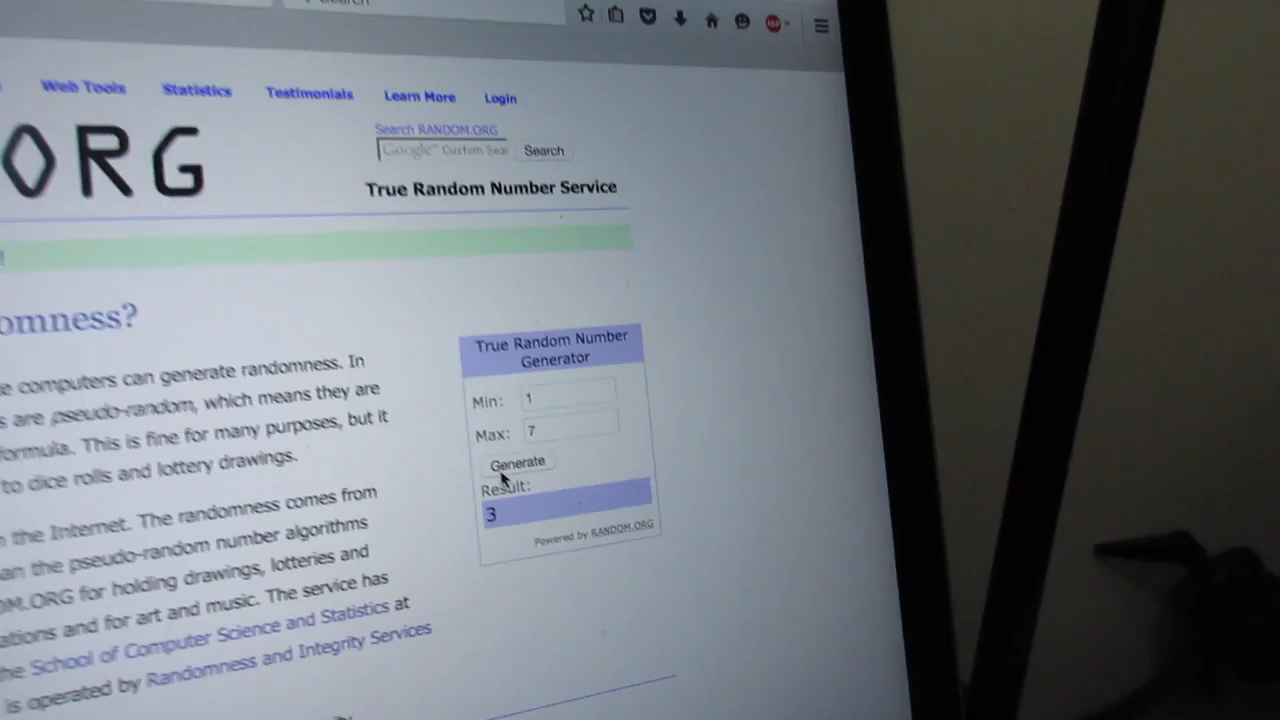 Web Tools Statistics Testimonials Learn More Login
Search RANDOM.ORG
ORG
Google™ Custom Sea Search
True Random Number Service
!
omness?
True Random Number
Generator
Min: 1
Max: 7
Generate
Result:
3
Powered by RANDOM.ORG
e computers can generate randomness. In
s are pseudo-random, which means they are
formula. This is fine for many purposes, but it
to dice rolls and lottery drawings.
n the Internet. The randomness comes from
an the pseudo-random number algorithms
OM.ORG for holding drawings, lotteries and
ations and for art and music. The service has
he School of Computer Science and Statistics at
is operated by Randomness and Integrity Services